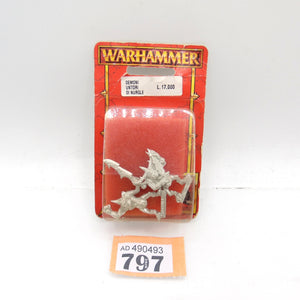 WARHAMMER
DEMONI
UNTORI
DI NURGLE
L. 17.000
AD 490493
797